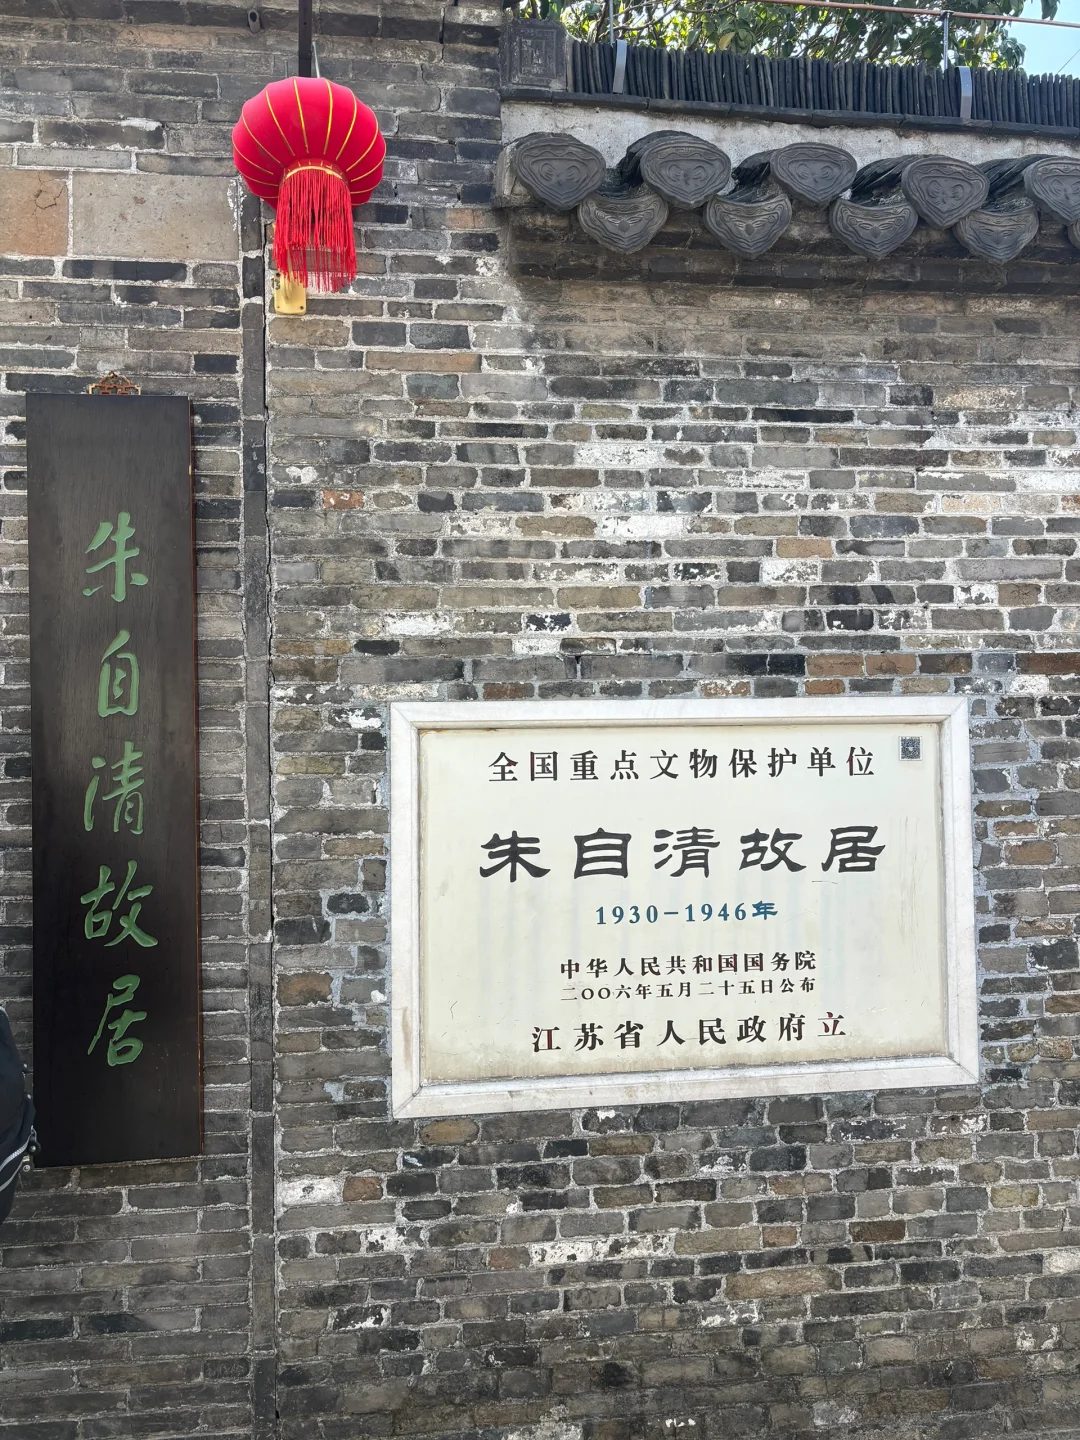 朱自清故居
全国重点文物保护单位
朱自清故居
1930-1946年
中华人民共和国国务院
二〇〇六年五月二十五日公布
江苏省人民政府立